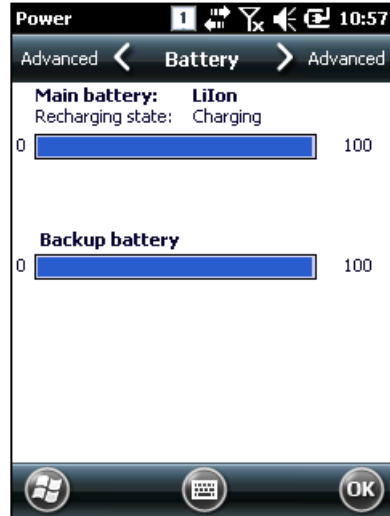 Power 1 10:57
Advanced Battery Advanced
Main battery: LiIon
Recharging state: Charging
0 100
Backup battery
0 100
OK